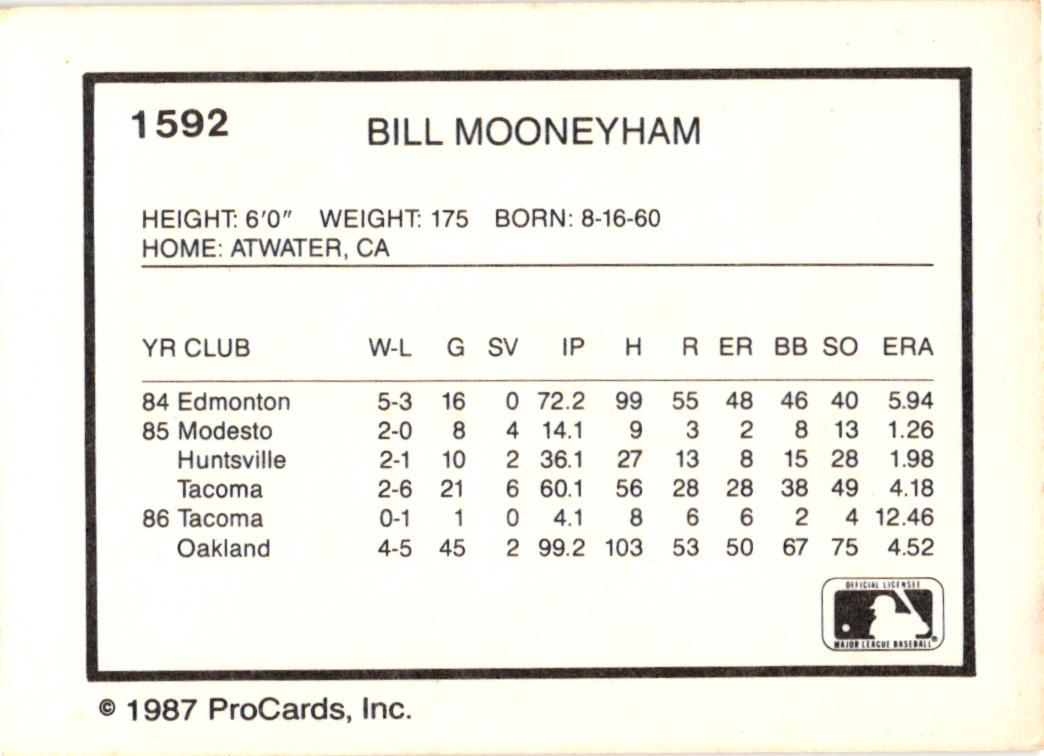 1592
BILL MOONEYHAM
HEIGHT: 6'0" WEIGHT: 175 BORN: 8-16-60
HOME: ATWATER, CA
YR CLUB W-L G SV IP H R ER BB SO ERA
84 Edmonton 5-3 16 0 72.2 99 55 48 46 40 5.94
85 Modesto 2-0 8 4 14.1 9 3 2 8 13 1.26
Huntsville 2-1 10 2 36.1 27 13 8 15 28 1.98
Tacoma 2-6 21 6 60.1 56 28 28 38 49 4.18
86 Tacoma 0-1 1 0 4.1 8 6 6 2 4 12.46
Oakland 4-5 45 2 99.2 103 53 50 67 75 4.52
OFFICIAL LICENSEE
MAJOR LEAGUE BASEBALL®
© 1987 ProCards, Inc.